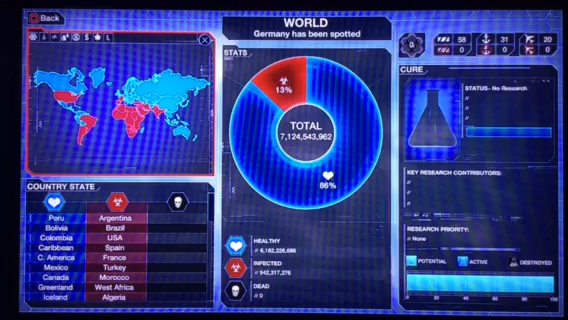 Back
WORLD
Germany has been spotted
0
58
31
20
0
0
0
STATS
13%
TOTAL
7,124,543,962
86%
HEALTHY
// 6,182,226,686
INFECTED
// 942,317,276
DEAD
// 0
CURE
STATUS- No Research
//
//
//
KEY RESEARCH CONTRIBUTORS:
//
//
//
RESEARCH PRIORITY:
// None
POTENTIAL
ACTIVE
DESTROYED
0 20 40 60 80 100
COUNTRY STATE
Peru Argentina
Bolivia Brazil
Colombia USA
Caribbean Spain
C. America France
Mexico Turkey
Canada Morocco
Greenland West Africa
Iceland Algeria